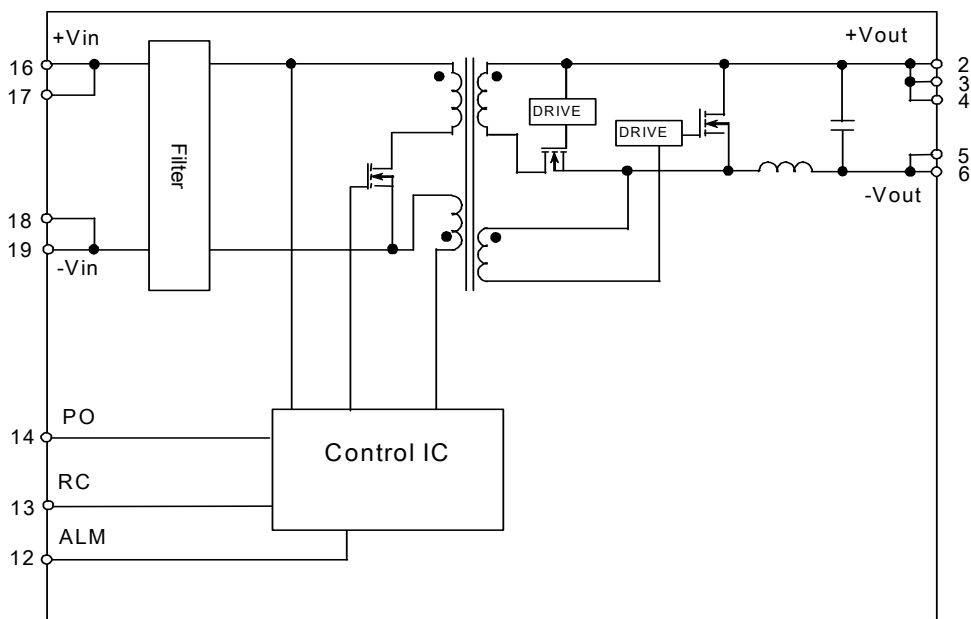 +Vin
+Vout
16
2
3
17
4
DRIVE
DRIVE
Filter
5
6
-Vout
18
19
-Vin
PO
14
Control IC
RC
13
ALM
12